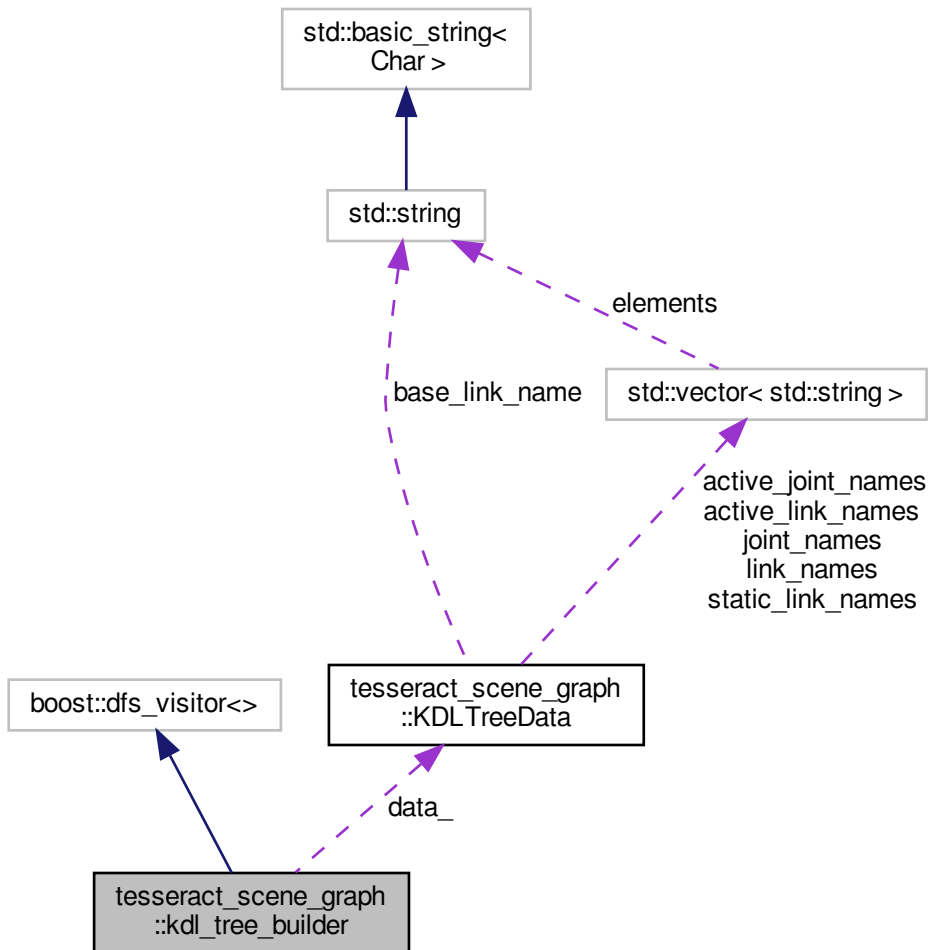 std::basic_string<
Char >
std::string
elements
std::vector< std::string >
base_link_name
active_joint_names
active_link_names
joint_names
link_names
static_link_names
tesseract_scene_graph
::KDLTreeData
boost::dfs_visitor<>
data_
tesseract_scene_graph
::kdl_tree_builder